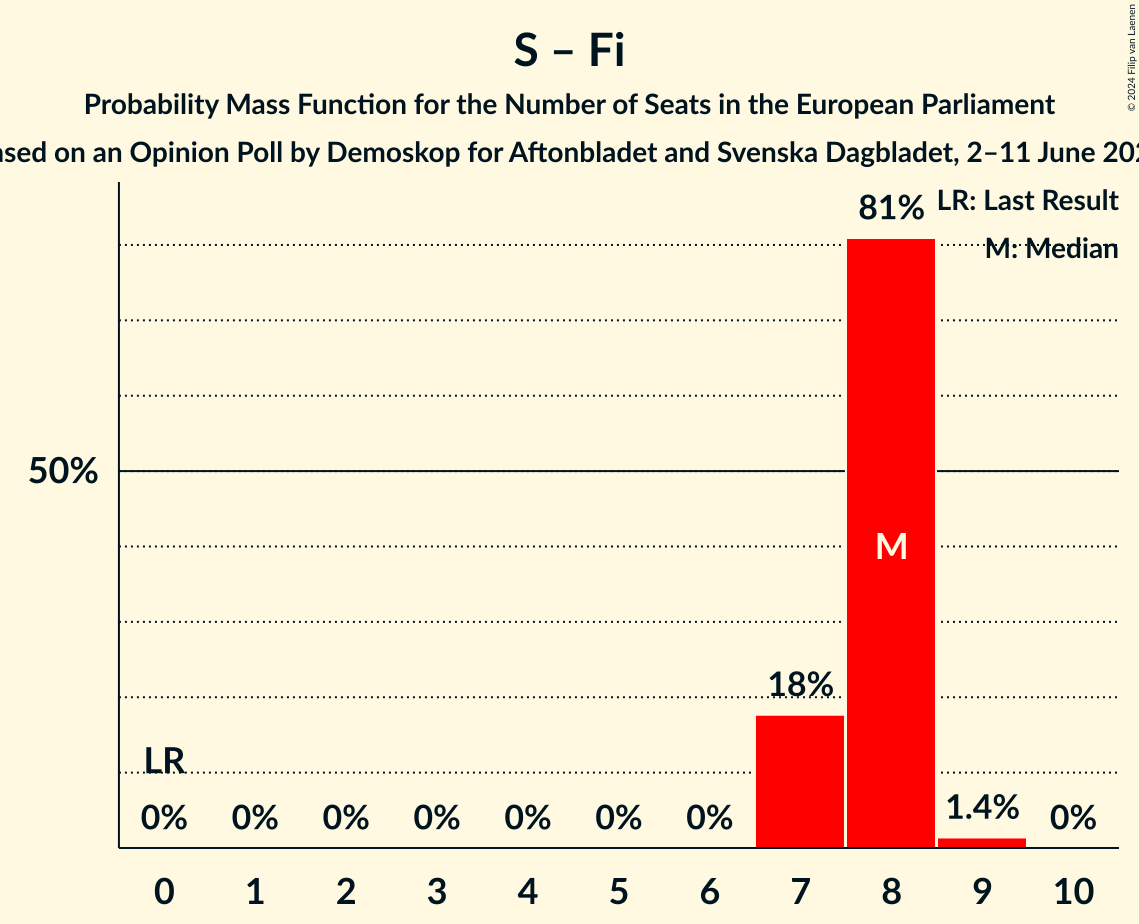 S – Fi
Probability Mass Function for the Number of Seats in the European Parliament
on an Opinion Poll by Demoskop for Aftonbladet and Svenska Dagbladet, 2–11 June
© 2024 Filip van Laenen
LR: Last Result
M: Median
81%
50%
M
18%
LR
0% 0% 0% 0% 0% 0% 0% 1.4% 0%
0 1 2 3 4 5 6 7 8 9 10